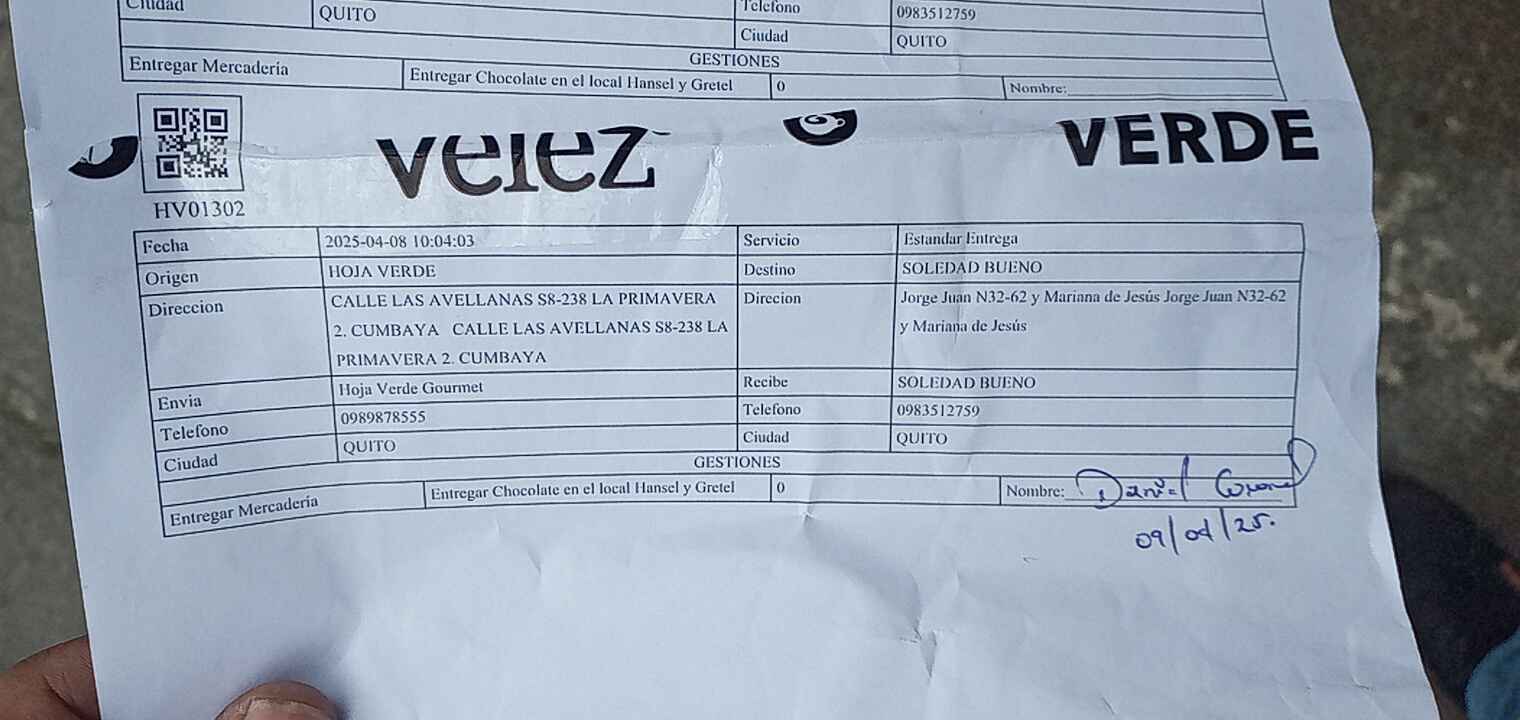 Ciudad QUITO Telefono 0983512759
Ciudad QUITO
GESTIONES
Entregar Mercadería Entregar Chocolate en el local Hansel y Gretel 0 Nombre:
velez VERDE
HV01302
Fecha 2025-04-08 10:04:03 Servicio Estandar Entrega
Origen HOJA VERDE Destino SOLEDAD BUENO
Direccion CALLE LAS AVELLANAS S8-238 LA PRIMAVERA Direcion Jorge Juan N32-62 y Mariana de Jesús Jorge Juan N32-62
2. CUMBAYA CALLE LAS AVELLANAS S8-238 LA y Mariana de Jesús
PRIMAVERA 2. CUMBAYA
Envia Hoja Verde Gourmet Recibe SOLEDAD BUENO
Telefono 0989878555 Telefono 0983512759
Ciudad QUITO Ciudad QUITO
GESTIONES
Entregar Mercadería Entregar Chocolate en el local Hansel y Gretel 0 Nombre: Daniel Coronel
09/04/25.